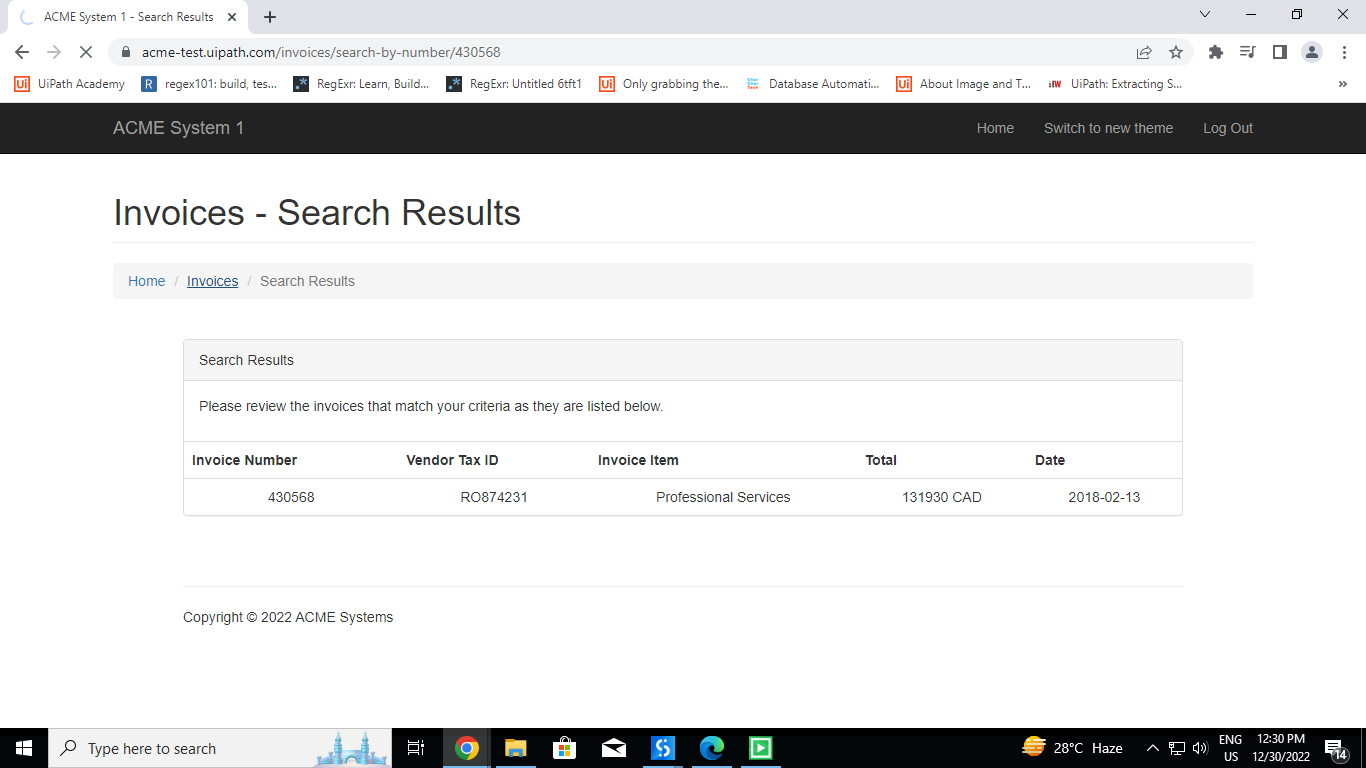 ACME System 1 - Search Results
acme-test.uipath.com/invoices/search-by-number/430568
UiPath Academy regex101: build, tes... RegExr: Learn, Build... RegExr: Untitled 6tft1 Only grabbing the... Database Automati... About Image and T... UiPath: Extracting S... »
ACME System 1 Home Switch to new theme Log Out
Invoices - Search Results
Home / Invoices / Search Results
Search Results
Please review the invoices that match your criteria as they are listed below.
Invoice Number Vendor Tax ID Invoice Item Total Date
430568 RO874231 Professional Services 131930 CAD 2018-02-13
Copyright © 2022 ACME Systems
Type here to search 28°C Haze ENG US 12:30 PM 12/30/2022 14